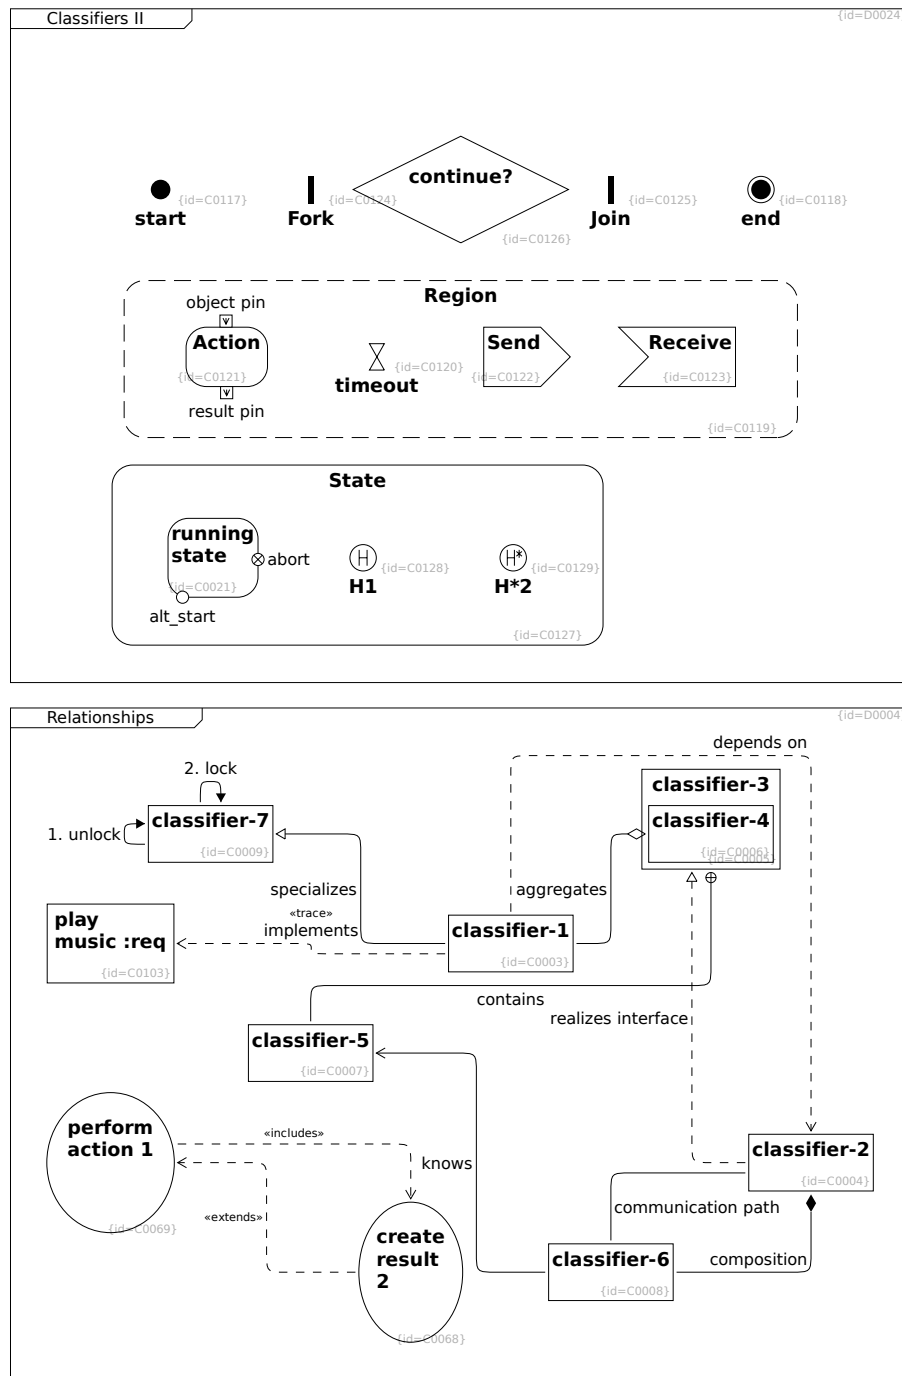 Classifiers II
{id=D0024}
continue?
{id=C0126}
start
{id=C0117}
Fork
{id=C0124}
Join
{id=C0125}
end
{id=C0118}
Region
object pin
Action
{id=C0121}
result pin
timeout
{id=C0120}
Send
{id=C0122}
Receive
{id=C0123}
{id=C0119}
State
running
state
{id=C0021}
abort
alt_start
H
{id=C0128}
H1
H*
{id=C0129}
H*2
{id=C0127}
Relationships
{id=D0004}
depends on
2. lock
1. unlock
classifier-7
{id=C0009}
classifier-3
classifier-4
{id=C0006}
{id=C0005}
specializes
aggregates
«trace»
implements
play
music :req
{id=C0103}
classifier-1
{id=C0003}
contains
realizes interface
classifier-5
{id=C0007}
perform
action 1
{id=C0069}
«includes»
knows
«extends»
create
result
2
{id=C0068}
classifier-2
{id=C0004}
communication path
classifier-6
{id=C0008}
composition